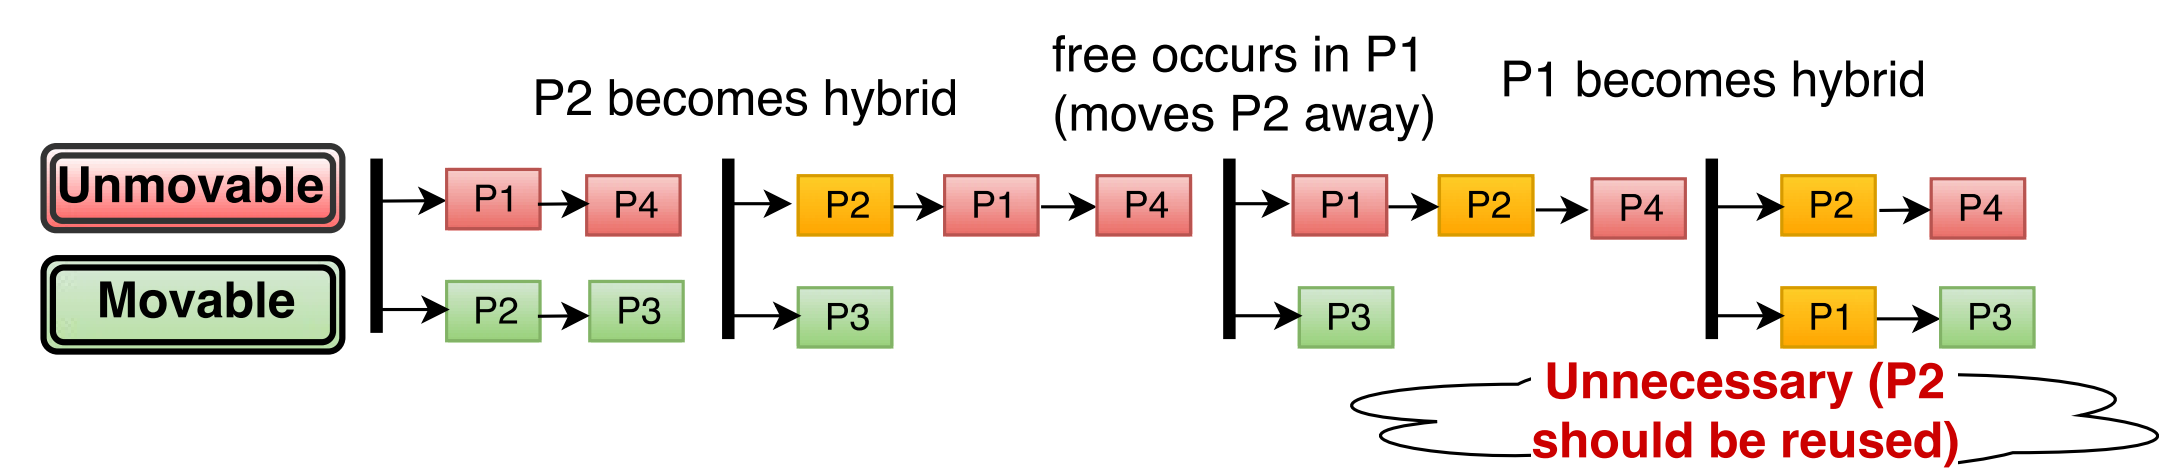 P2 becomes hybrid
free occurs in P1
(moves P2 away)
P1 becomes hybrid
Unmovable
P1 P4
P2 P1 P4
P1 P2 P4
P2 P4
Movable
P2 P3
P3
P3
P1 P3
Unnecessary (P2
should be reused)